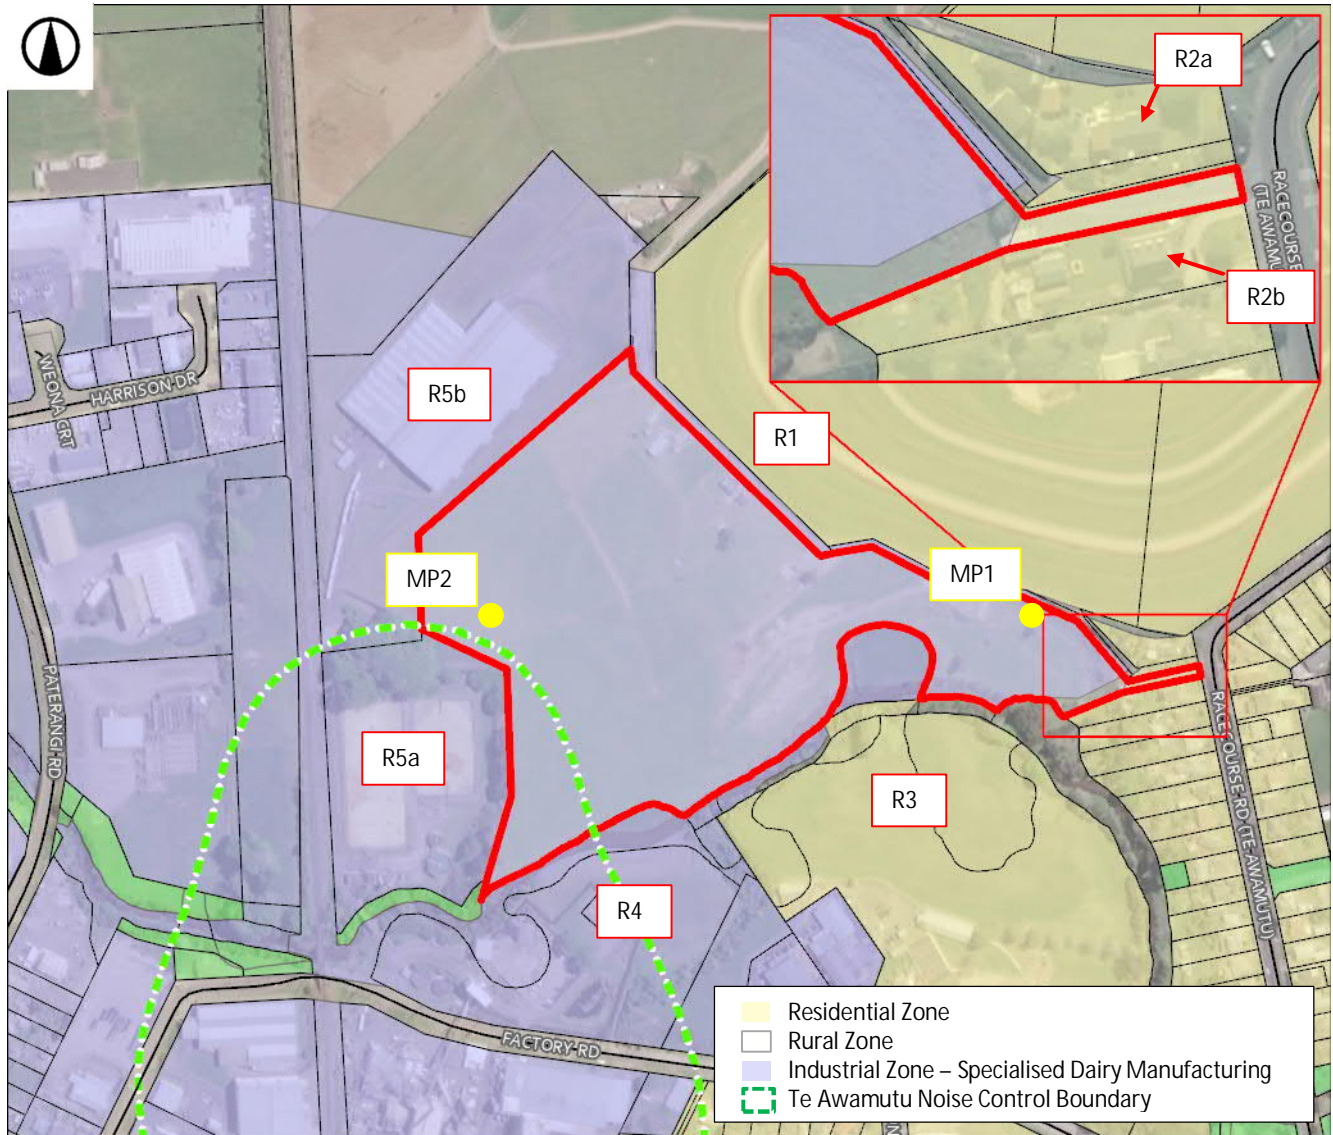 R2a
RACECOURSE
(TE AWAMU
R2b
WEONA CRT
HARRISON DR
R5b
R1
MP2
MP1
PATERANGI RD
R5a
R3
RACECOURSE RD (TE AWAMUTU)
R4
FACTORY RD
N
Residential Zone
Rural Zone
Industrial Zone – Specialised Dairy Manufacturing
Te Awamutu Noise Control Boundary